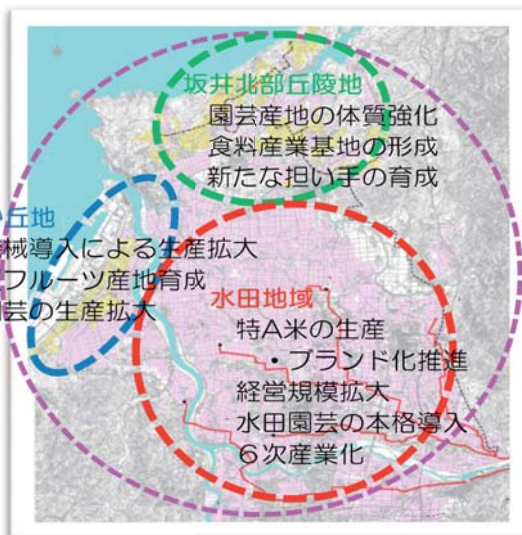 坂井北部丘陵地
園芸産地の体質強化
食料産業基地の形成
新たな担い手の育成
丘地
械導入による生産拡大
フルーツ産地育成
芸の生産拡大
水田地域
特A米の生産
・ブランド化推進
経営規模拡大
水田園芸の本格導入
６次産業化